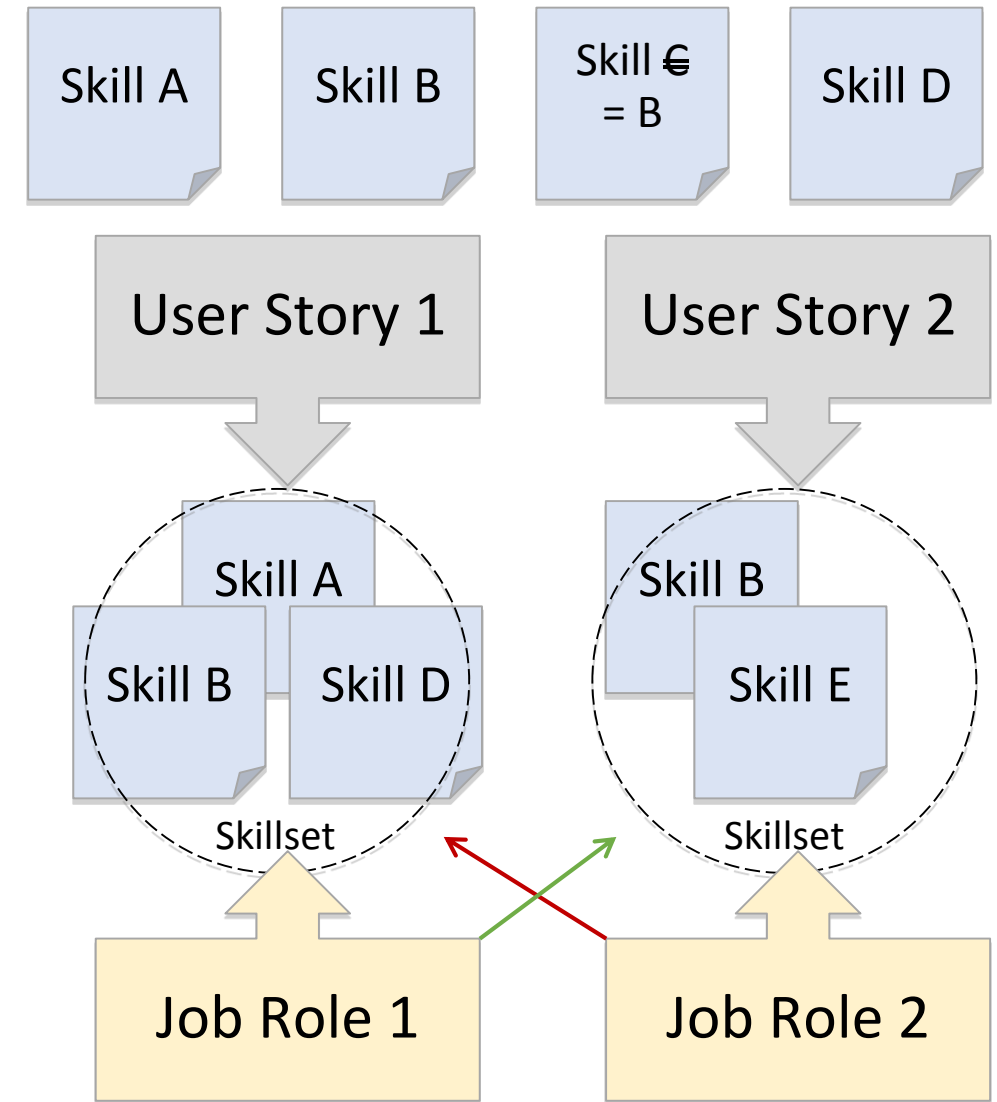 Skill A
Skill B
Skill C
= B
Skill D
User Story 1
User Story 2
Skill A
Skill B
Skill D
Skillset
Skill B
Skill E
Skillset
Job Role 1
Job Role 2